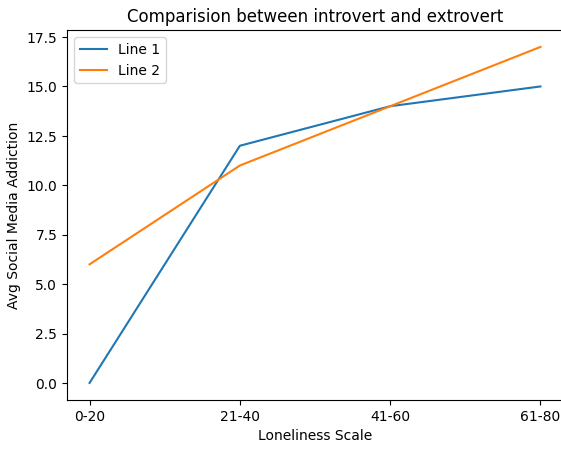 Comparision between introvert and extrovert
17.5
15.0
12.5
10.0
7.5
5.0
2.5
0.0
Avg Social Media Addiction
Line 1
Line 2
0-20 21-40 41-60 61-80
Loneliness Scale